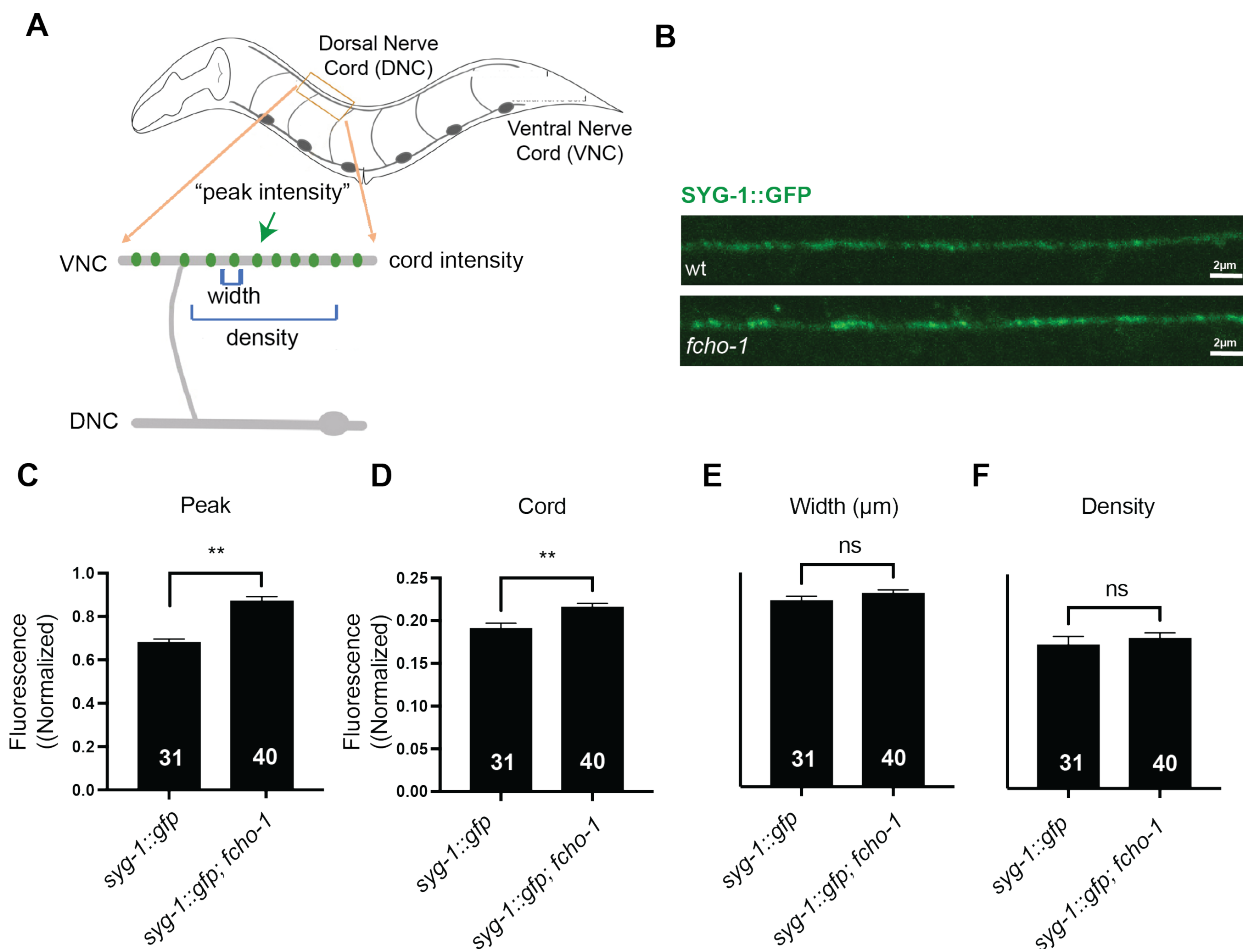 A
Dorsal Nerve
Cord (DNC)
Ventral Nerve
Cord (VNC)
“peak intensity”
VNC
cord intensity
width
density
DNC
B
SYG-1::GFP
wt
2µm
fcho-1
2µm
C
Peak
**
Fluorescence
((Normalized)
1.0
0.8
0.6
0.4
0.2
0.0
31
40
syg-1::gfp
syg-1::gfp; fcho-1
D
Cord
**
Fluorescence
((Normalized)
0.25
0.20
0.15
0.10
0.05
0.00
31
40
syg-1::gfp
syg-1::gfp; fcho-1
E
Width (µm)
ns
31
40
syg-1::gfp
syg-1::gfp; fcho-1
F
Density
ns
31
40
syg-1::gfp
syg-1::gfp; fcho-1